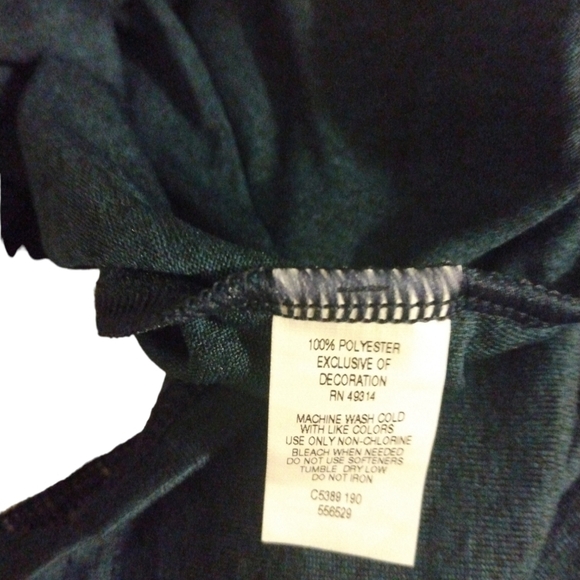 100% POLYESTER
EXCLUSIVE OF
DECORATION
RN 49314
MACHINE WASH COLD
WITH LIKE COLORS
USE ONLY NON-CHLORINE
BLEACH WHEN NEEDED
DO NOT USE SOFTENERS
TUMBLE DRY LOW
DO NOT IRON
C5389 190
556529